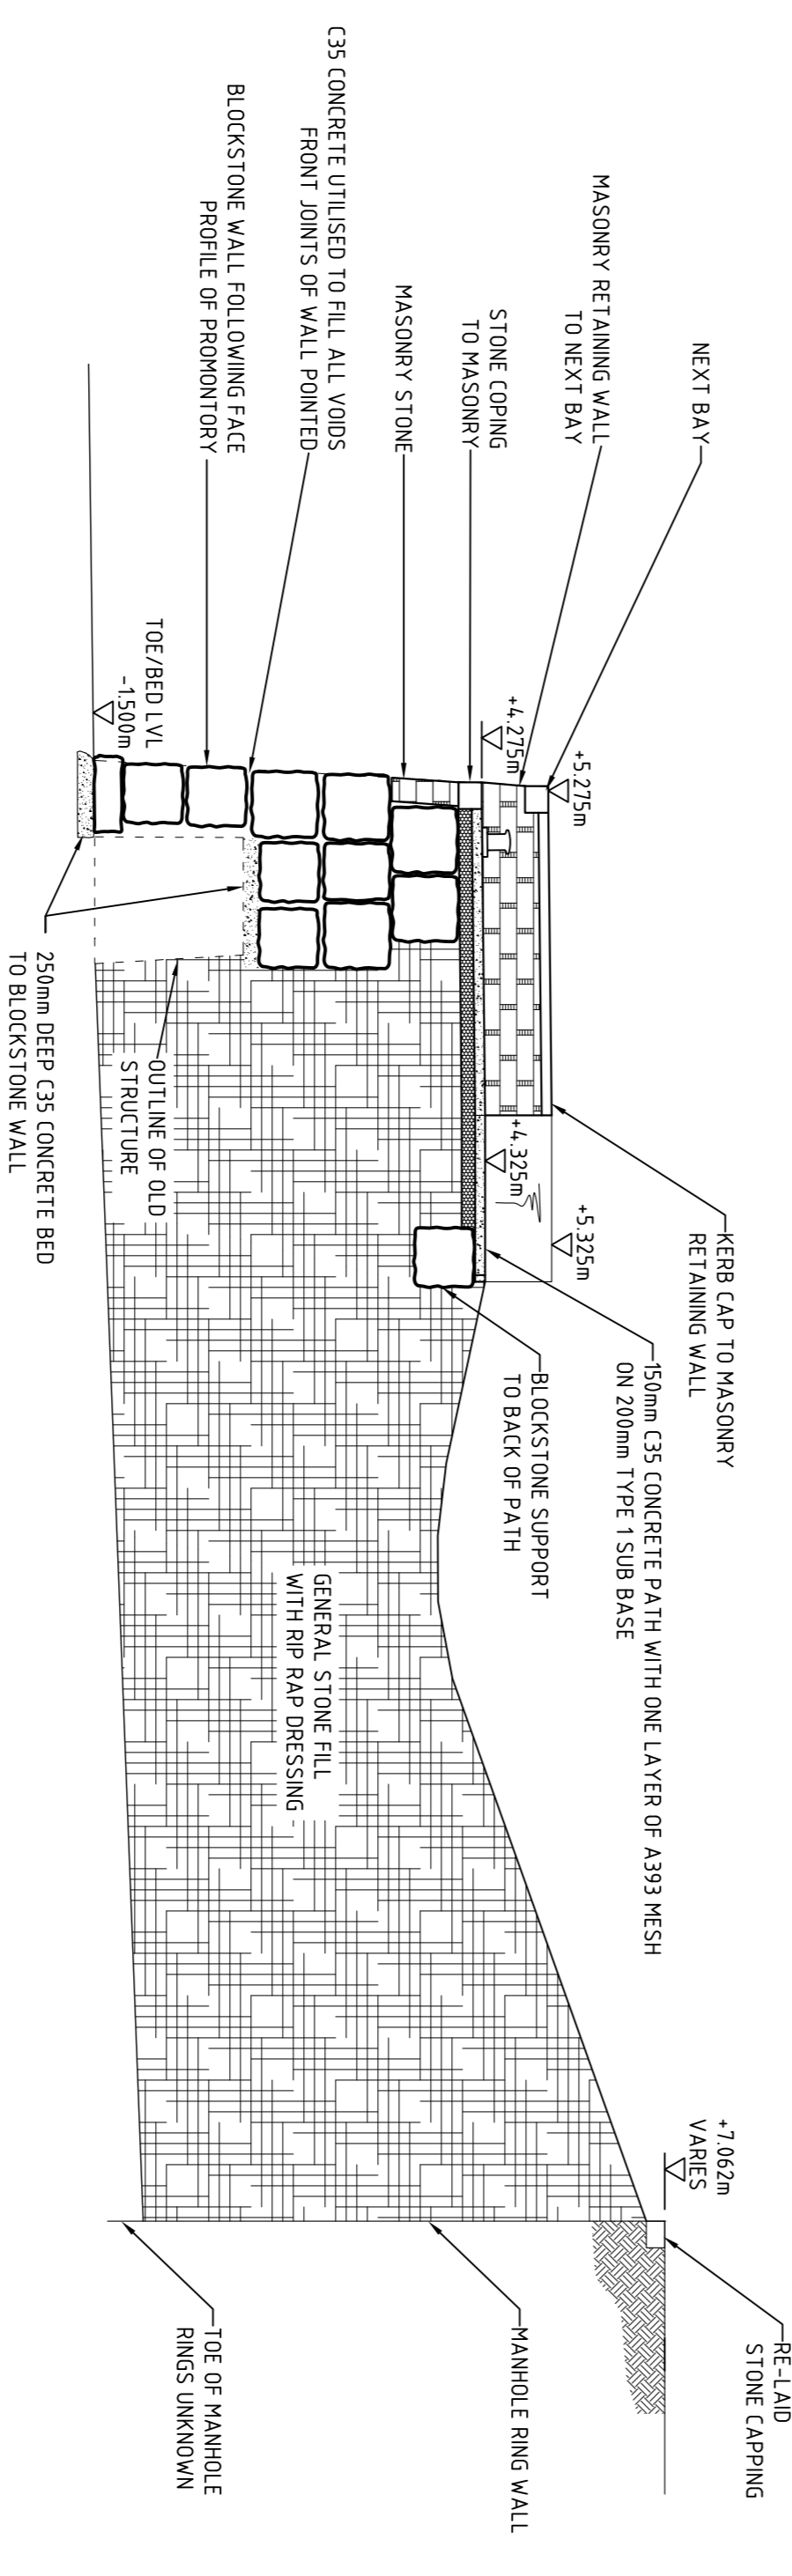 NEXT BAY
MASONRY RETAINING WALL
TO NEXT BAY
STONE COPING
TO MASONRY
MASONRY STONE
C35 CONCRETE UTILISED TO FILL ALL VOIDS
FRONT JOINTS OF WALL POINTED
BLOCKSTONE WALL FOLLOWIING FACE
PROFILE OF PROMONTORY
TOE/BED LVL
-1.500m
+5.275m
+4.275m
250mm DEEP C35 CONCRETE BED
TO BLOCKSTONE WALL
OUTLINE OF OLD
STRUCTURE
+4.325m
+5.325m
KERB CAP TO MASONRY
RETAINING WALL
150mm C35 CONCRETE PATH WITH ONE LAYER OF A393 MESH
ON 200mm TYPE 1 SUB BASE
BLOCKSTONE SUPPORT
TO BACK OF PATH
GENERAL STONE FILL
WITH RIP RAP DRESSING
+7.062m
VARIES
RE-LAID
STONE CAPPING
MANHOLE RING WALL
TOE OF MANHOLE
RINGS UNKNOWN